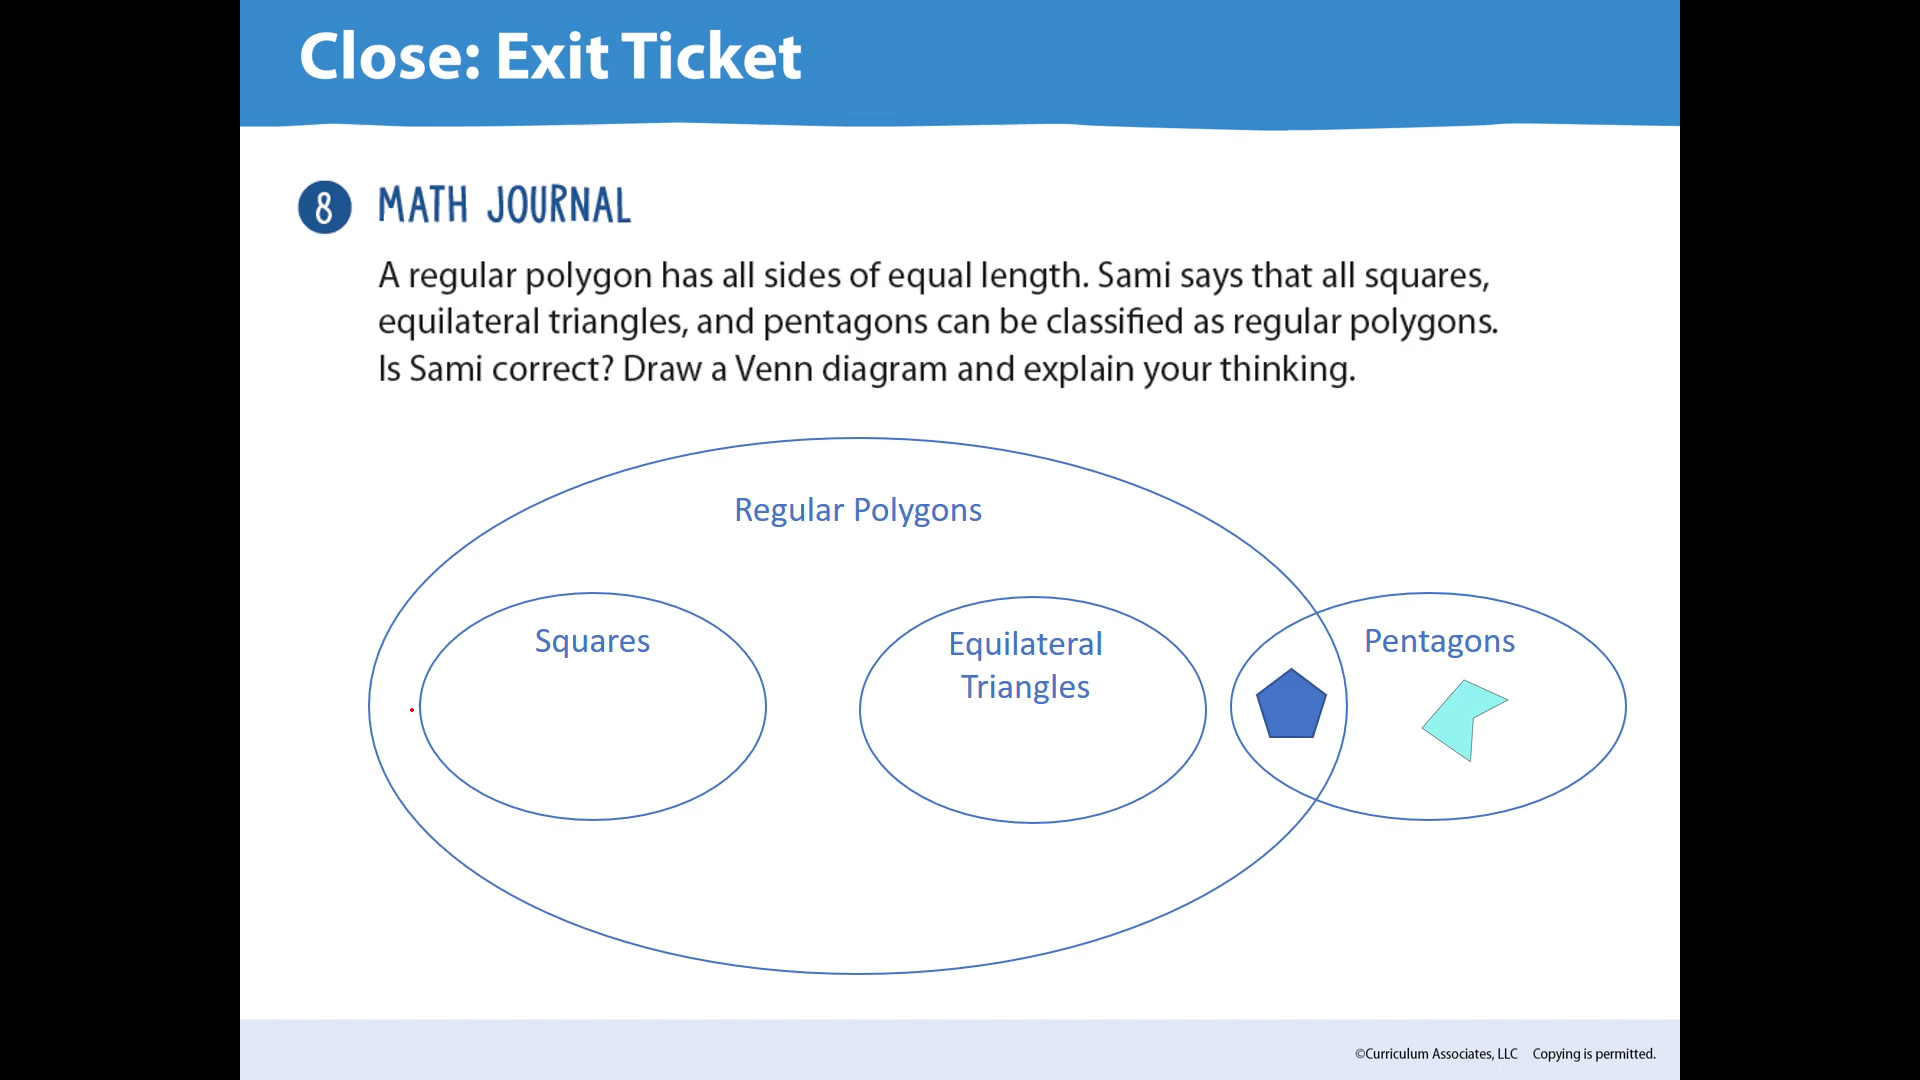 Close: Exit Ticket
8 MATH JOURNAL
A regular polygon has all sides of equal length. Sami says that all squares,
equilateral triangles, and pentagons can be classified as regular polygons.
Is Sami correct? Draw a Venn diagram and explain your thinking.
Regular Polygons
Squares
Equilateral
Triangles
Pentagons
©Curriculum Associates, LLC Copying is permitted.